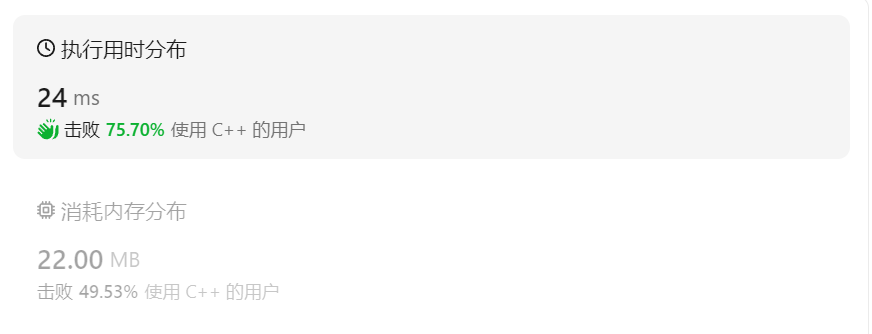 执行用时分布
24 ms
击败 75.70% 使用 C++ 的用户
消耗内存分布
22.00 MB
击败 49.53% 使用 C++ 的用户